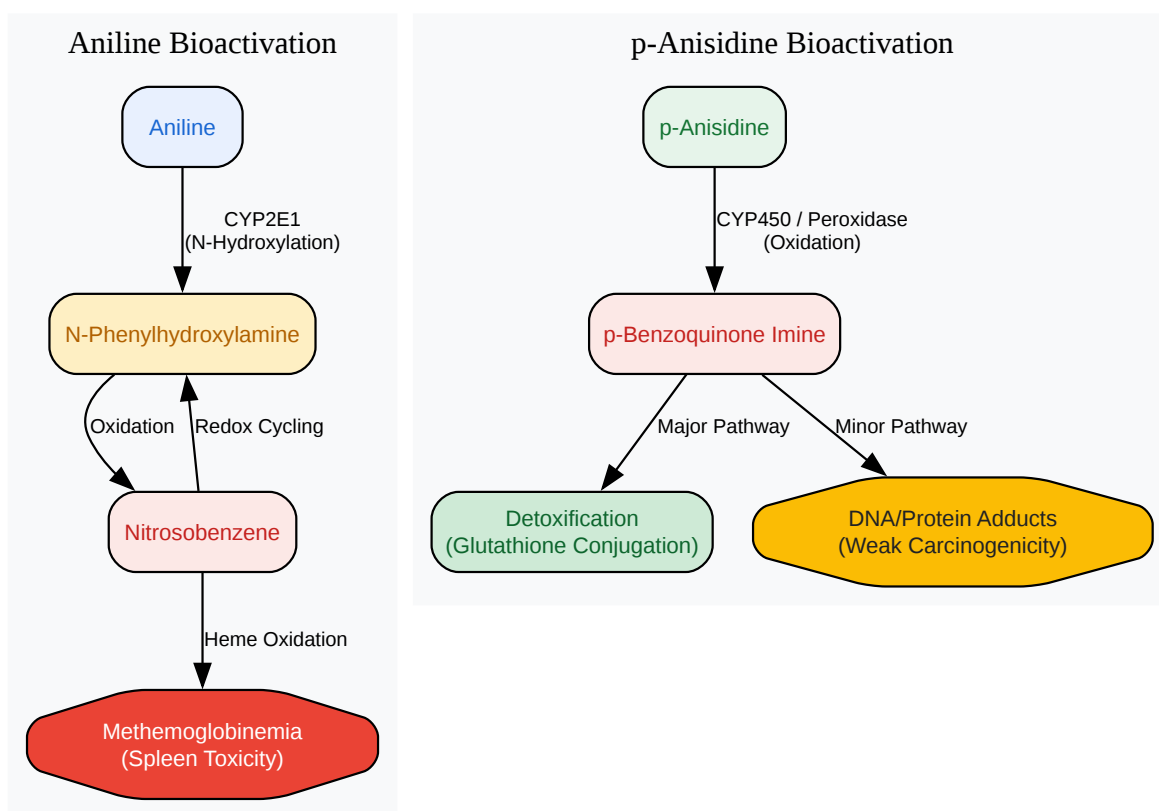 Aniline Bioactivation
Aniline
CYP2E1
(N-Hydroxylation)
N-Phenylhydroxylamine
Oxidation
Redox Cycling
Nitrosobenzene
Heme Oxidation
Methemoglobinemia
(Spleen Toxicity)
p-Anisidine Bioactivation
p-Anisidine
CYP450 / Peroxidase
(Oxidation)
p-Benzoquinone Imine
Major Pathway
Minor Pathway
Detoxification
(Glutathione Conjugation)
DNA/Protein Adducts
(Weak Carcinogenicity)